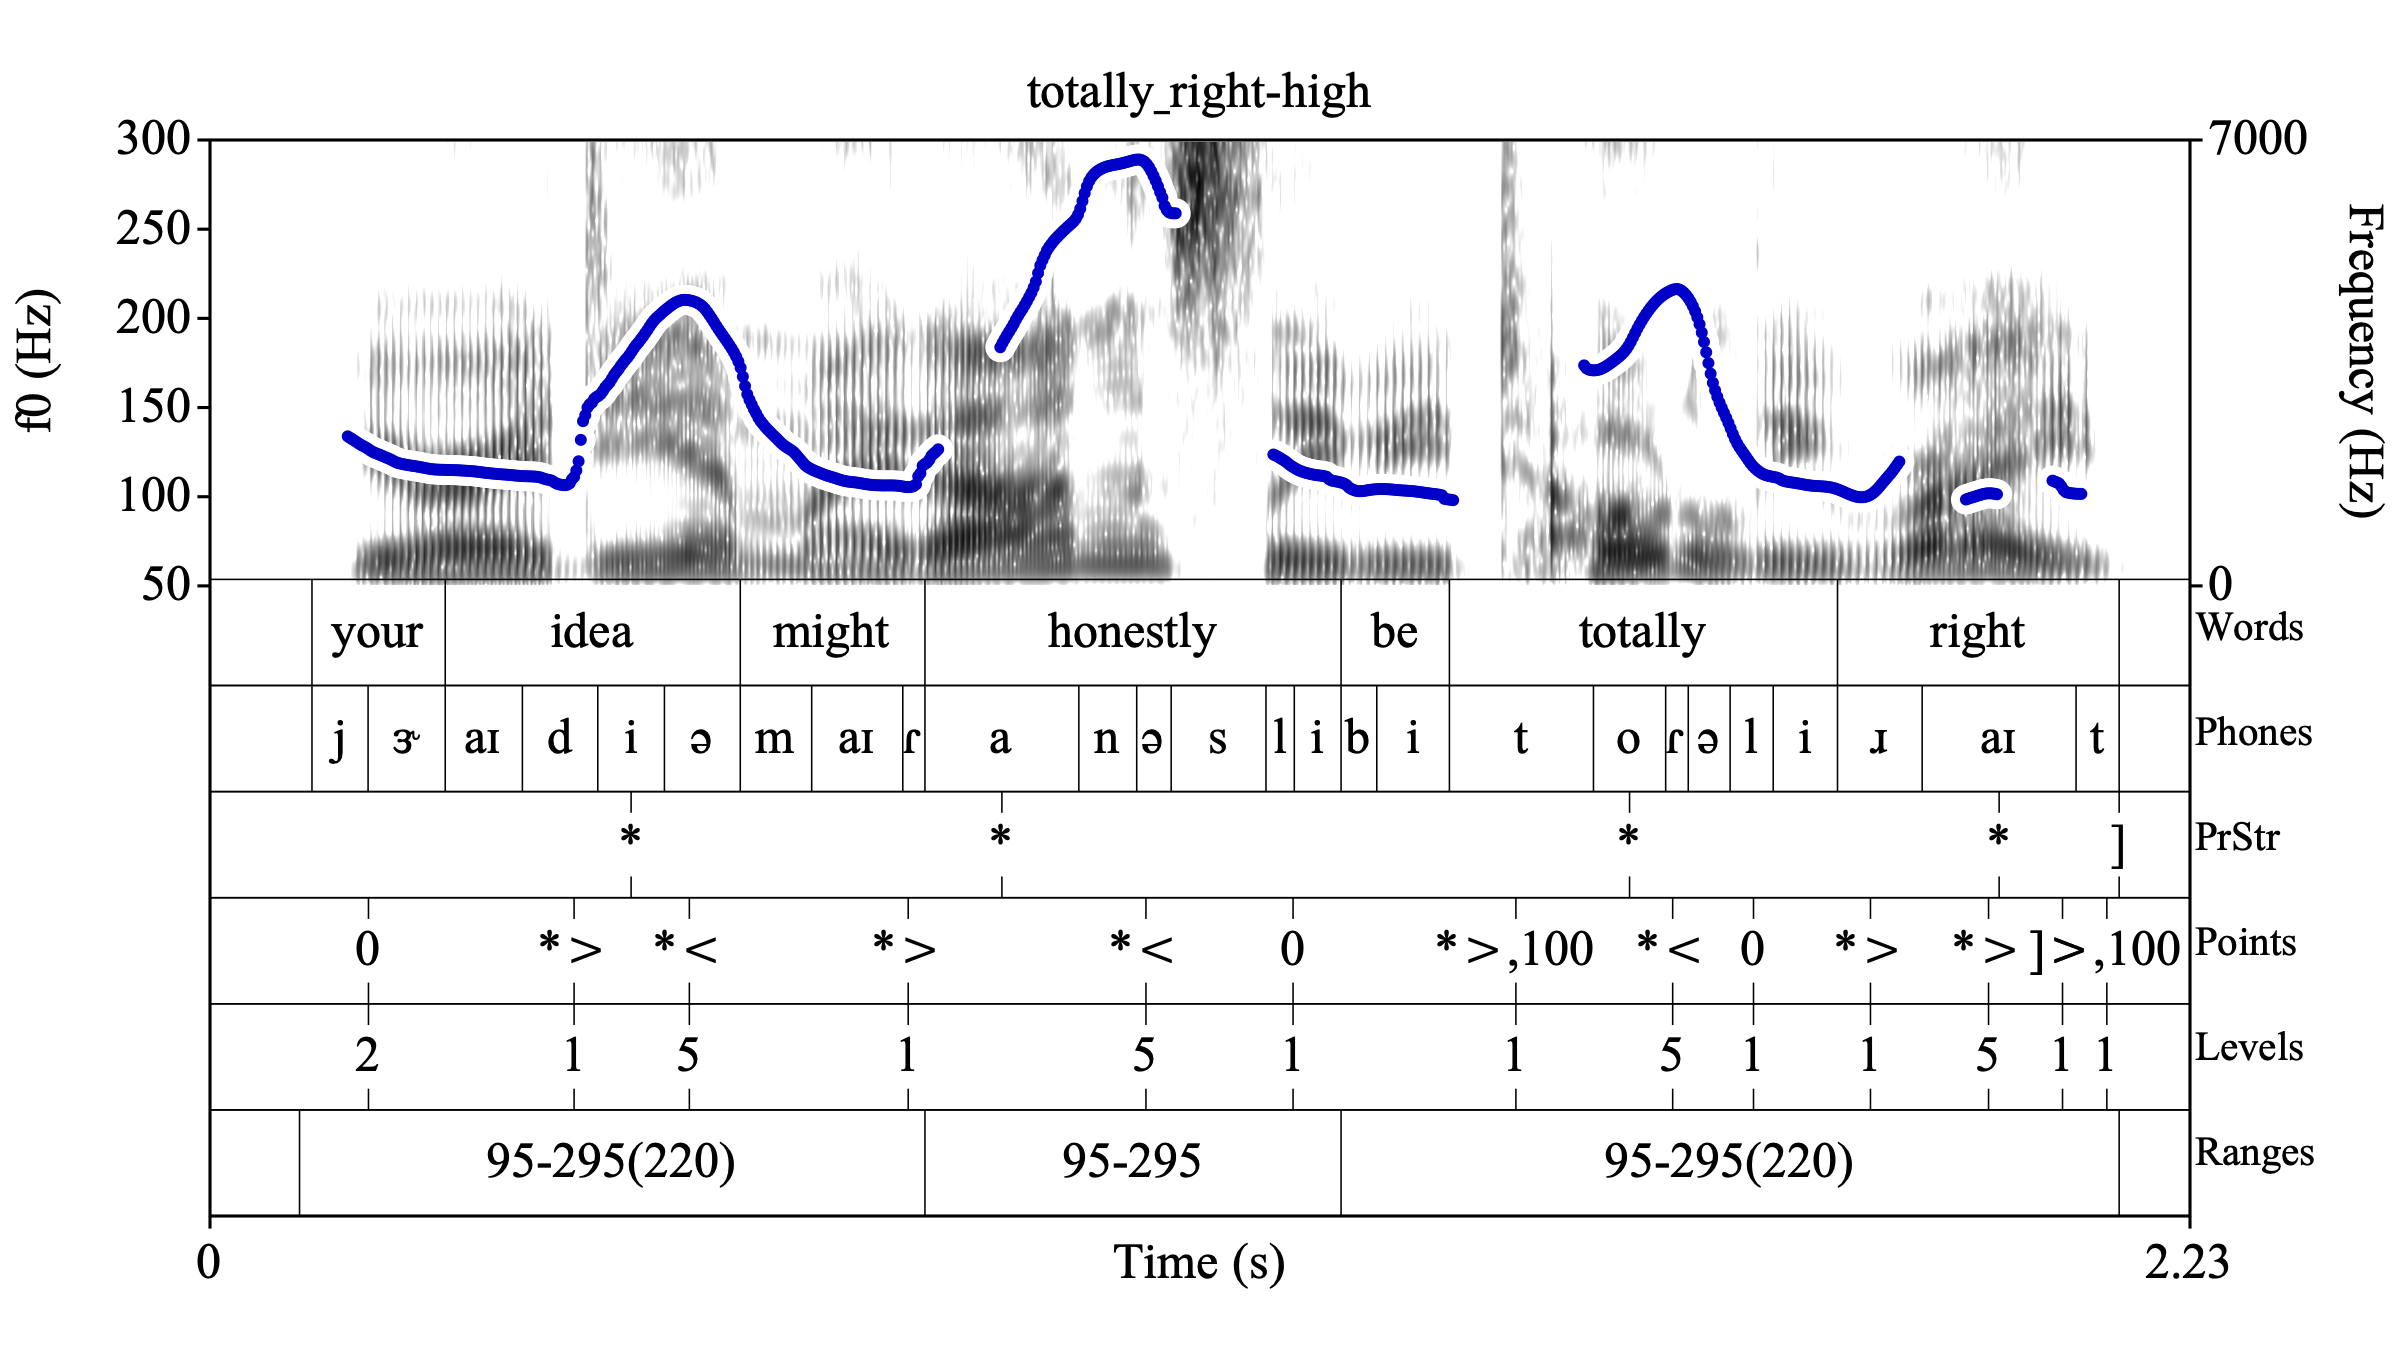 totally_right-high
300
250
200
150
100
50
f0 (Hz)
7000
0
Frequency (Hz)
your idea might honestly be totally right Words
j ɝ aɪ d i ə m aɪ ɾ a n ə s l i b i t o ɾ ə l i ɹ aɪ t Phones
* * * * ] PrStr
0 *> *< *> *< 0 *>,100 *< 0 *> *> ]>,100 Points
2 1 5 1 5 1 1 5 1 1 5 1 1 Levels
95-295(220) 95-295 95-295(220) Ranges
0 Time (s) 2.23